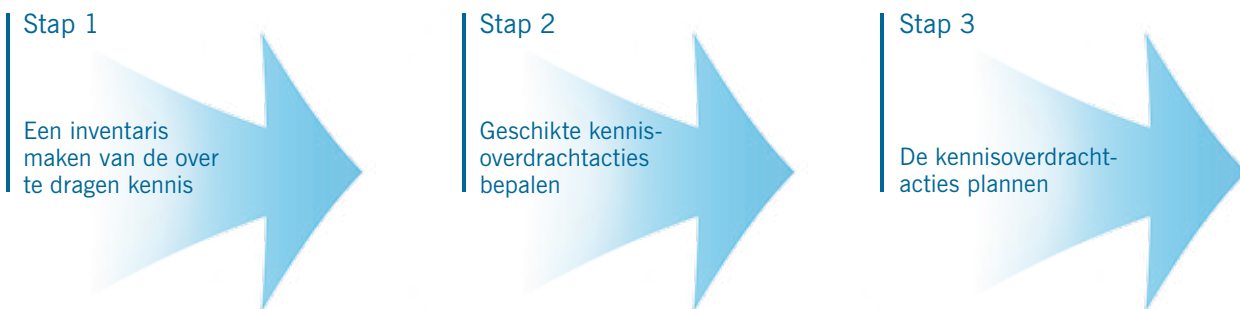 Stap 1
Een inventaris
maken van de over
te dragen kennis
Stap 2
Geschikte kennis-
overdrachtacties
bepalen
Stap 3
De kennisoverdracht-
acties plannen